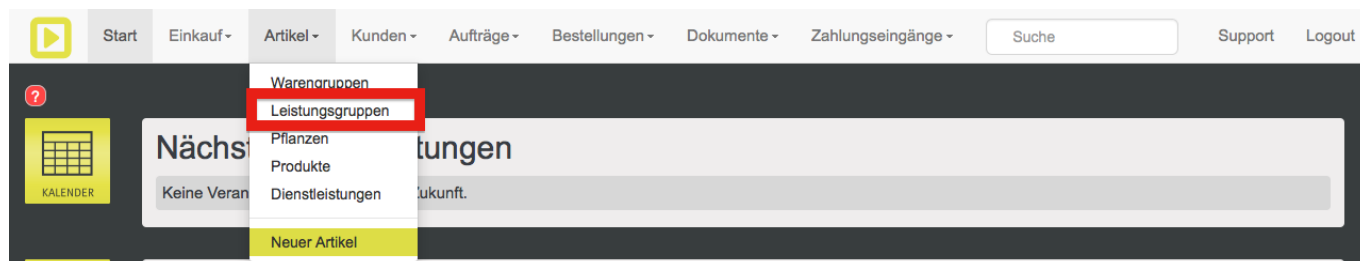 Start Einkauf Artikel Kunden Aufträge Bestellungen Dokumente Zahlungseingänge Suche Support Logout
Warengruppen
?
Leistungsgruppen
Pflanzen
Nächs tungen
Produkte
KALENDER
Keine Veran ukunft.
Dienstleistungen
Neuer Artikel